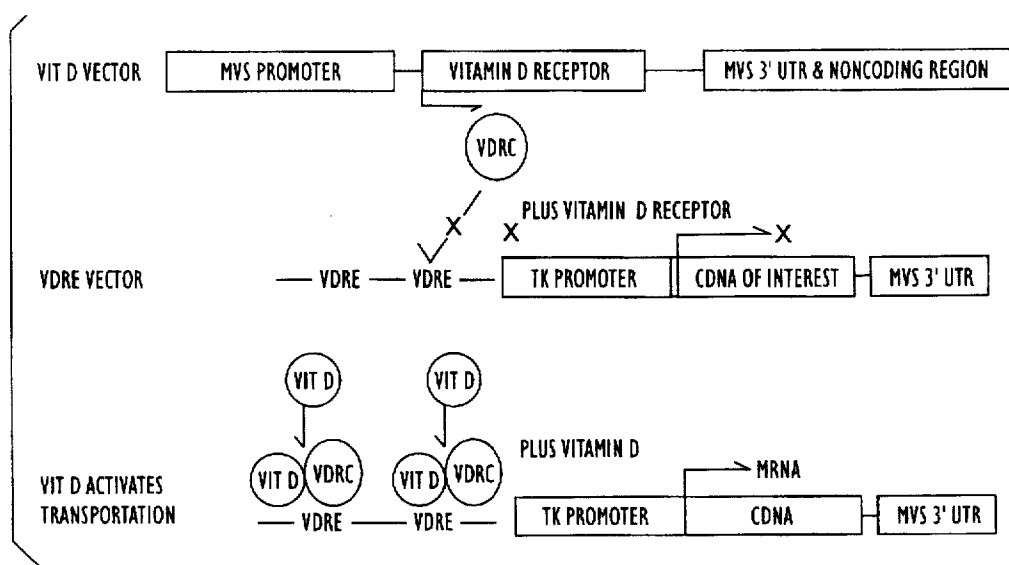 VIT D VECTOR
MVS PROMOTER
VITAMIN D RECEPTOR
MVS 3' UTR & NONCODING REGION
VDRC
X
X
PLUS VITAMIN D RECEPTOR
X
VDRE VECTOR
VDRE
VDRE
TK PROMOTER
CDNA OF INTEREST
MVS 3' UTR
VIT D
VIT D
VIT D
VDRC
VIT D
VDRC
PLUS VITAMIN D
MRNA
VIT D ACTIVATES
TRANSPORTATION
VDRE
VDRE
TK PROMOTER
CDNA
MVS 3' UTR